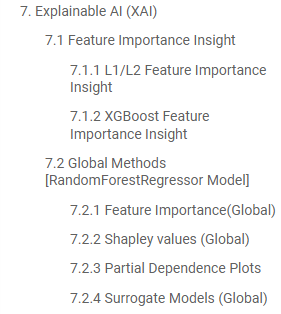 7. Explainable AI (XAI)
7.1 Feature Importance Insight
7.1.1 L1/L2 Feature Importance
Insight
7.1.2 XGBoost Feature
Importance Insight
7.2 Global Methods
[RandomForestRegressor Model]
7.2.1 Feature Importance(Global)
7.2.2 Shapley values (Global)
7.2.3 Partial Dependence Plots
7.2.4 Surrogate Models (Global)